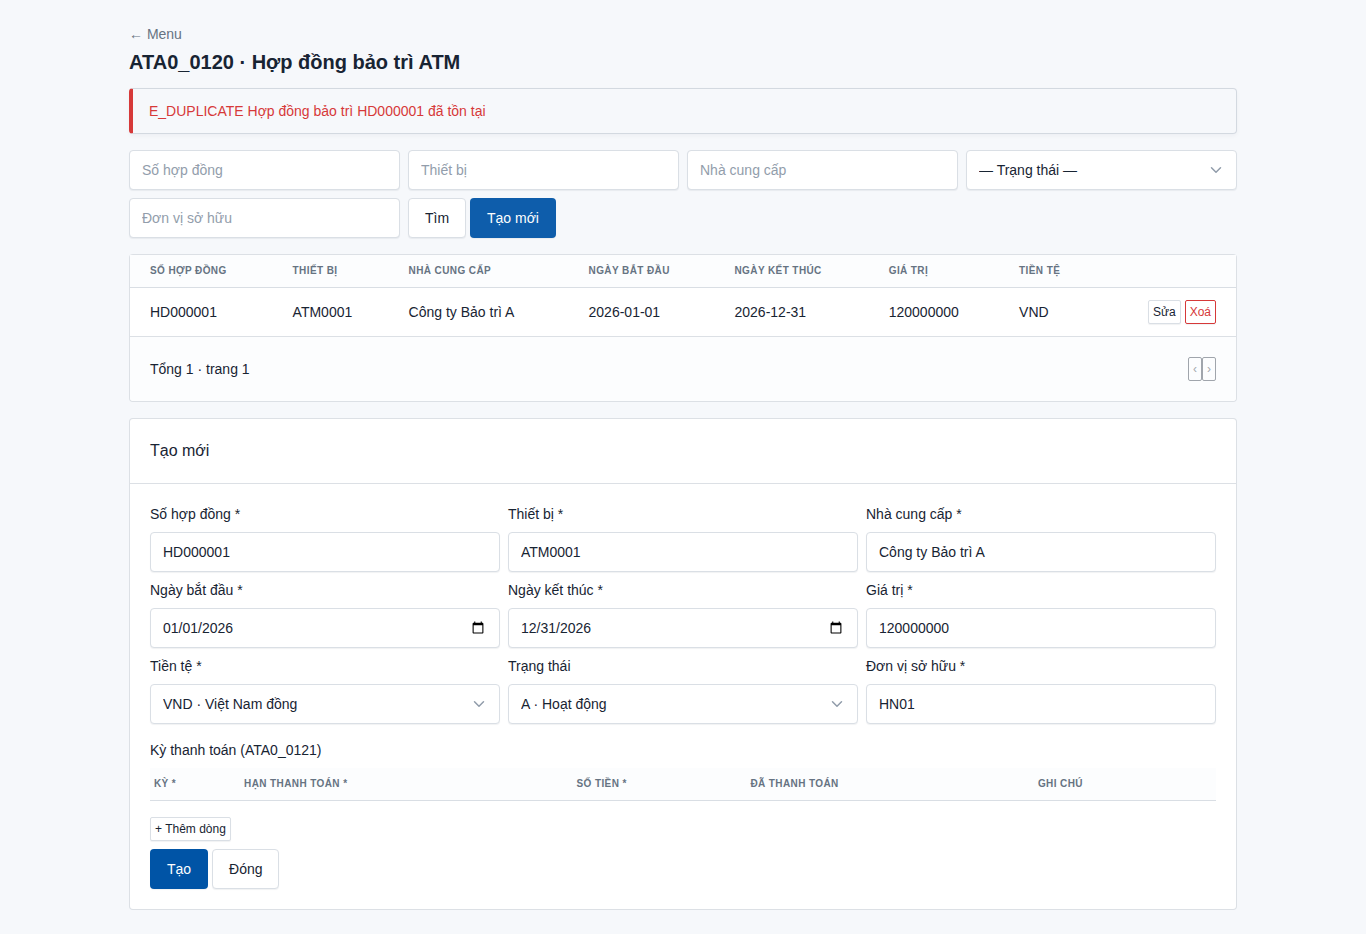 ← Menu
ATA0_0120 · Hợp đồng bảo trì ATM
E_DUPLICATE Hợp đồng bảo trì HD000001 đã tồn tại
Số hợp đồng Thiết bị Nhà cung cấp — Trạng thái —
Đơn vị sở hữu Tìm Tạo mới
SỐ HỢP ĐỒNG THIẾT BỊ NHÀ CUNG CẤP NGÀY BẮT ĐẦU NGÀY KẾT THÚC GIÁ TRỊ TIỀN TỆ
HD000001 ATM0001 Công ty Bảo trì A 2026-01-01 2026-12-31 120000000 VND Sửa Xoá
Tổng 1 · trang 1 ‹ ›
Tạo mới
Số hợp đồng * Thiết bị * Nhà cung cấp *
HD000001 ATM0001 Công ty Bảo trì A
Ngày bắt đầu * Ngày kết thúc * Giá trị *
01/01/2026 12/31/2026 120000000
Tiền tệ * Trạng thái Đơn vị sở hữu *
VND · Việt Nam đồng A · Hoạt động HN01
Kỳ thanh toán (ATA0_0121)
KỲ * HẠN THANH TOÁN * SỐ TIỀN * ĐÃ THANH TOÁN GHI CHÚ
+ Thêm dòng
Tạo Đóng